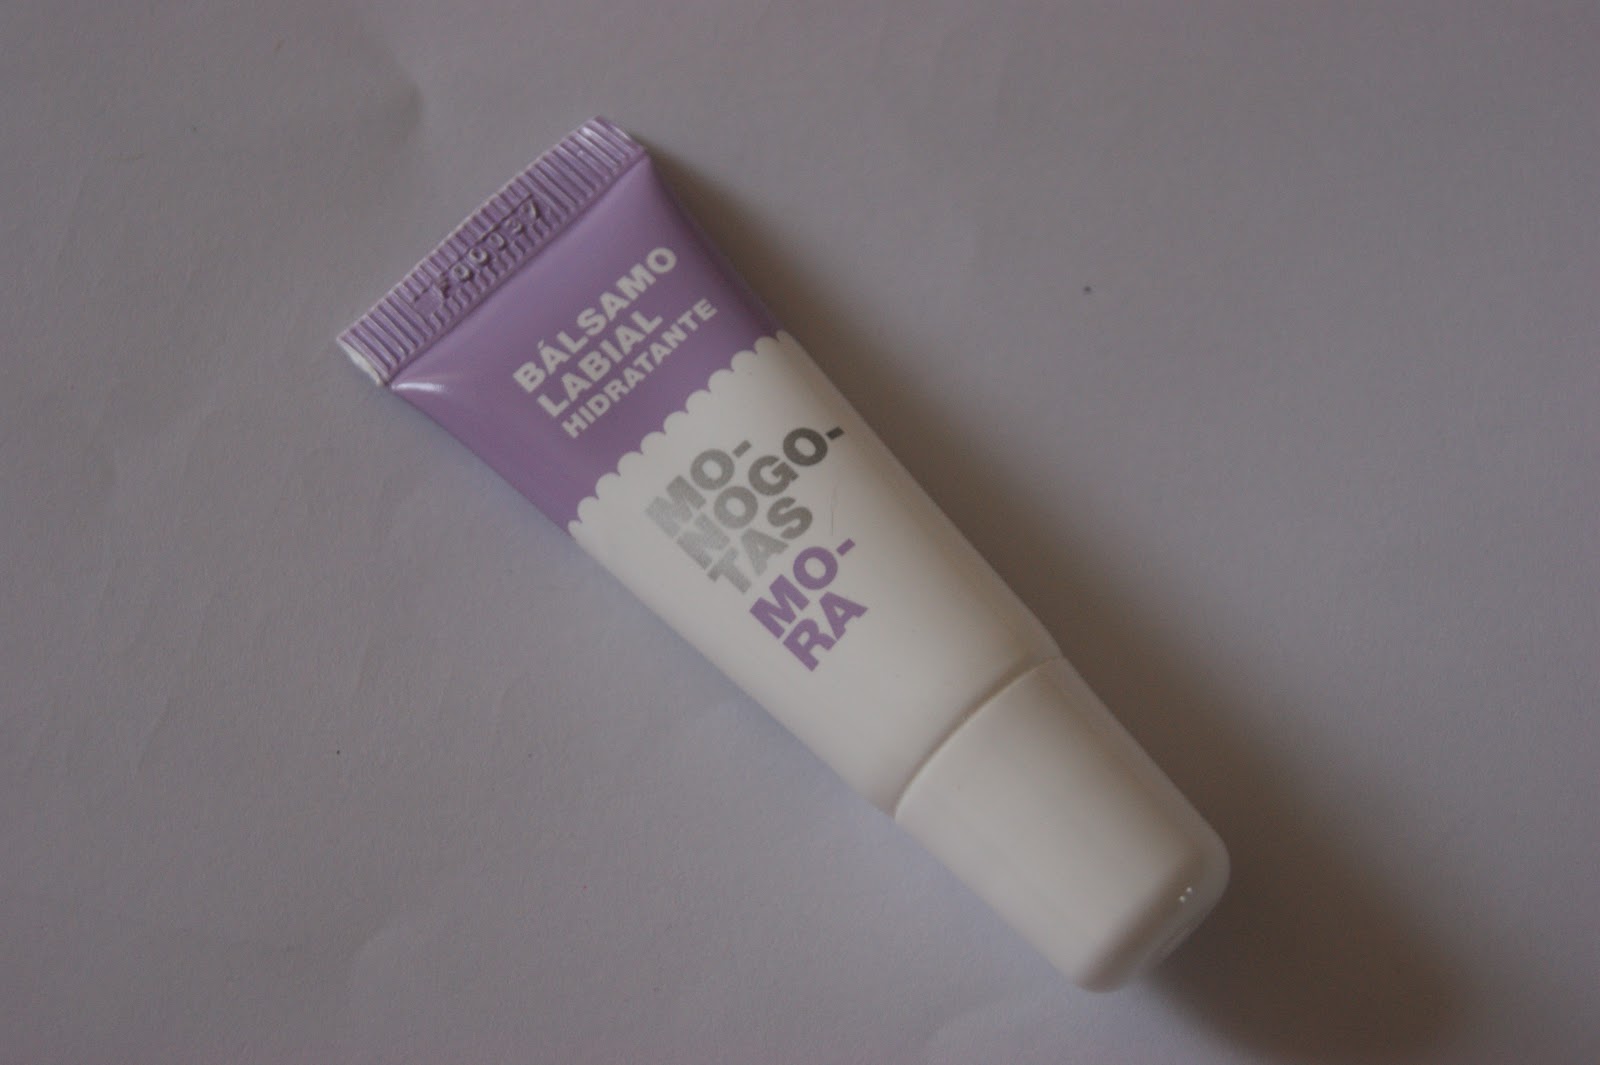 BÁLSAMO
LABIAL
HIDRATANTE
MO-
NOGO-
TAS
MO-
RA